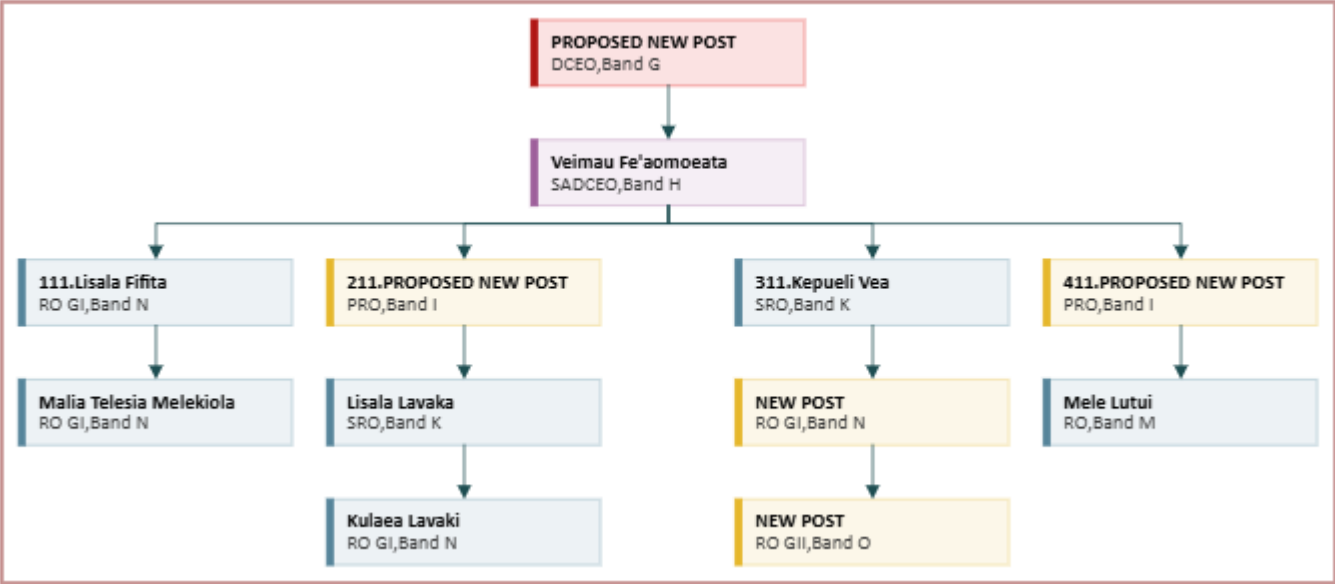 PROPOSED NEW POST
DCEO,Band G
Veimau Fe'aomoeata
SADCEO,Band H
111.Lisala Fifita
RO GI,Band N
211.PROPOSED NEW POST
PRO,Band I
311.Kepueli Vea
SRO,Band K
411.PROPOSED NEW POST
PRO,Band I
Malia Telesia Melekiola
RO GI,Band N
Lisala Lavaka
SRO,Band K
NEW POST
RO GI,Band N
Mele Lutui
RO,Band M
Kulaea Lavaki
RO GI,Band N
NEW POST
RO GII,Band O